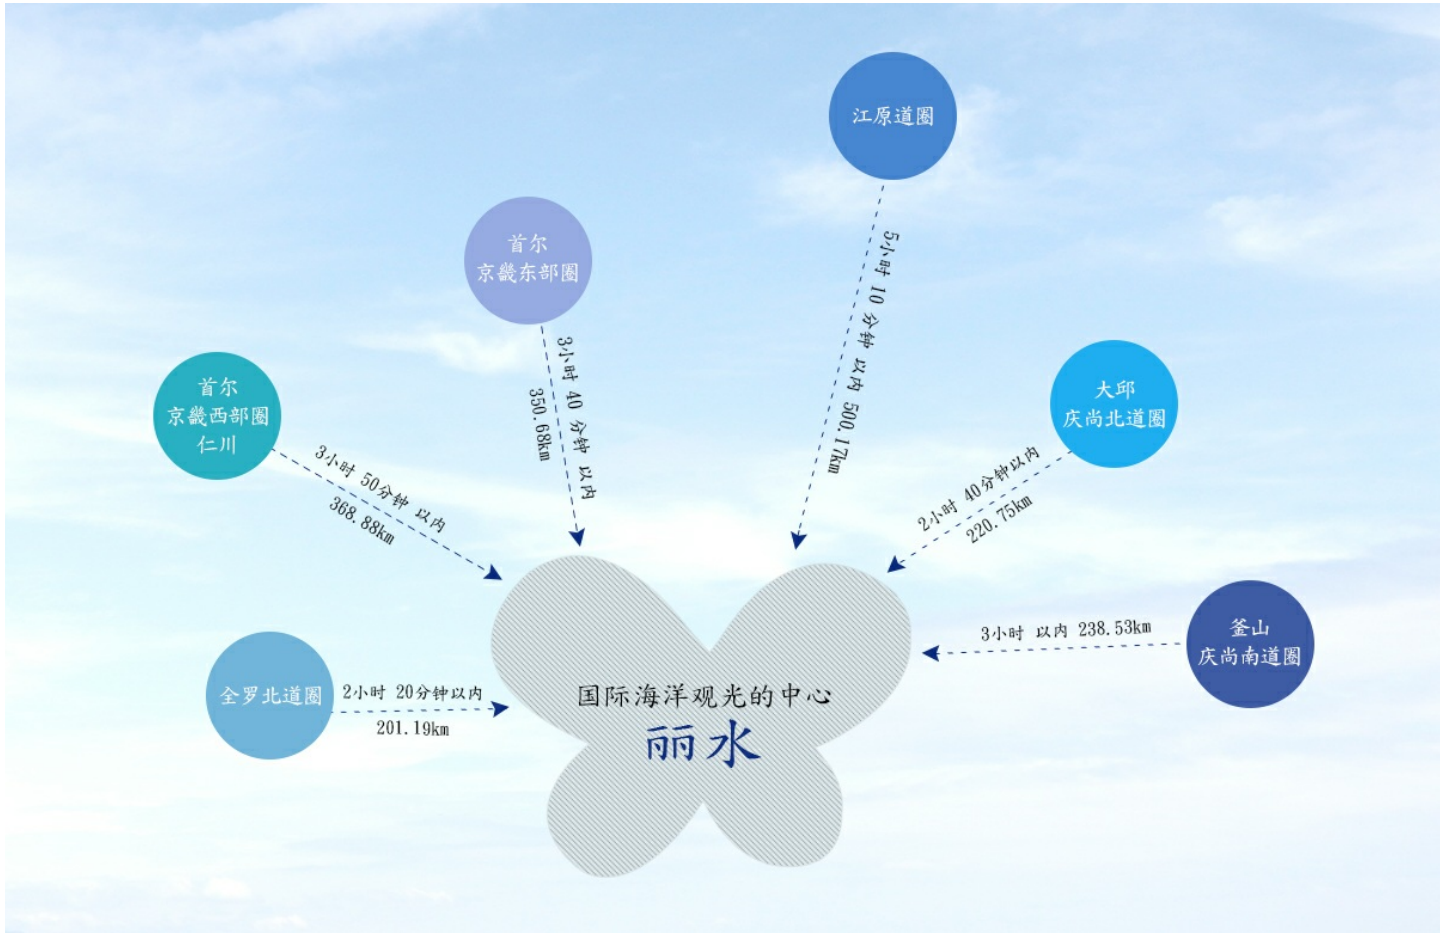 江原道圈
5小时 10 分钟 以内 500.17km
首尔
京畿东部圈
3小时 40 分钟 以内
350.68km
首尔
京畿西部圈
仁川
3小时 50分钟 以内
368.88km
大邱
庆尚北道圈
2小时 40分钟以内
220.75km
釜山
庆尚南道圈
3小时 以内 238.53km
全罗北道圈
2小时 20分钟以内
201.19km
国际海洋观光的中心
丽水